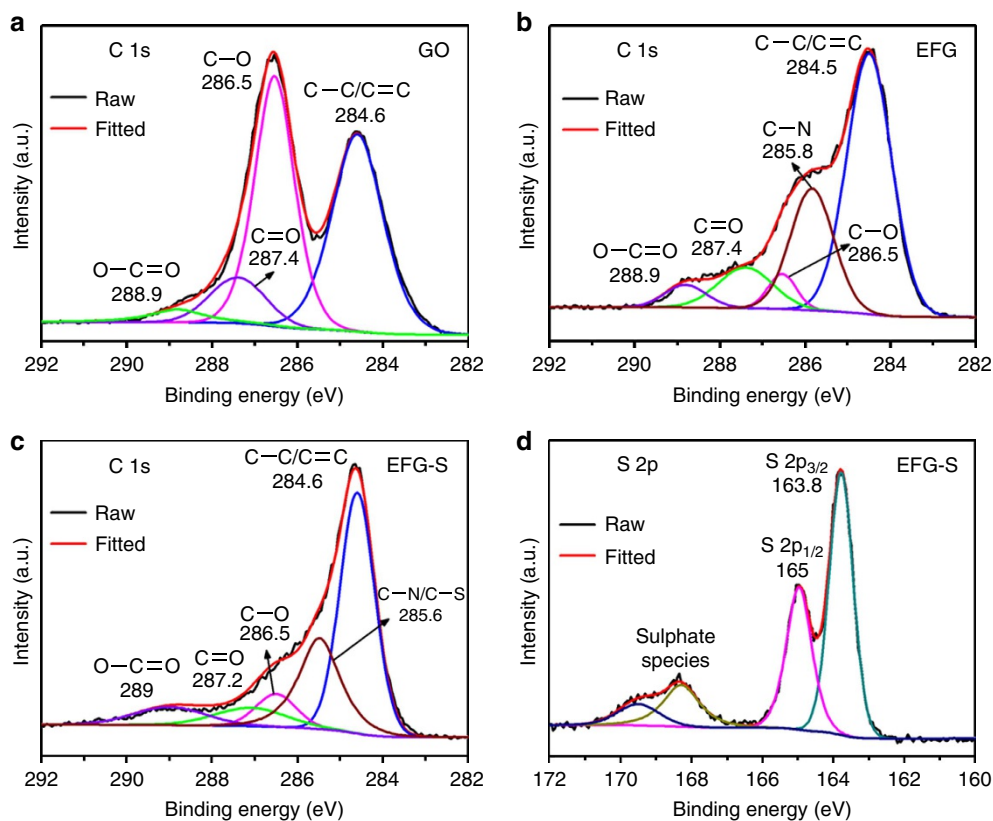 a
C 1s
GO
C—O
286.5
C—C/C=C
284.6
Raw
Fitted
C=O
287.4
O—C=O
288.9
Intensity (a.u.)
292 290 288 286 284 282
Binding energy (eV)
b
C 1s
EFG
C—C/C=C
284.5
Raw
Fitted
C—N
285.8
C=O
287.4
C—O
286.5
O—C=O
288.9
Intensity (a.u.)
292 290 288 286 284 282
Binding energy (eV)
c
C 1s
EFG-S
C—C/C=C
284.6
Raw
Fitted
C—N/C—S
285.6
C—O
286.5
C=O
287.2
O—C=O
289
Intensity (a.u.)
292 290 288 286 284 282
Binding energy (eV)
d
S 2p
EFG-S
S 2p3/2
163.8
Raw
Fitted
S 2p1/2
165
Sulphate
species
Intensity (a.u.)
172 170 168 166 164 162 160
Binding energy (eV)